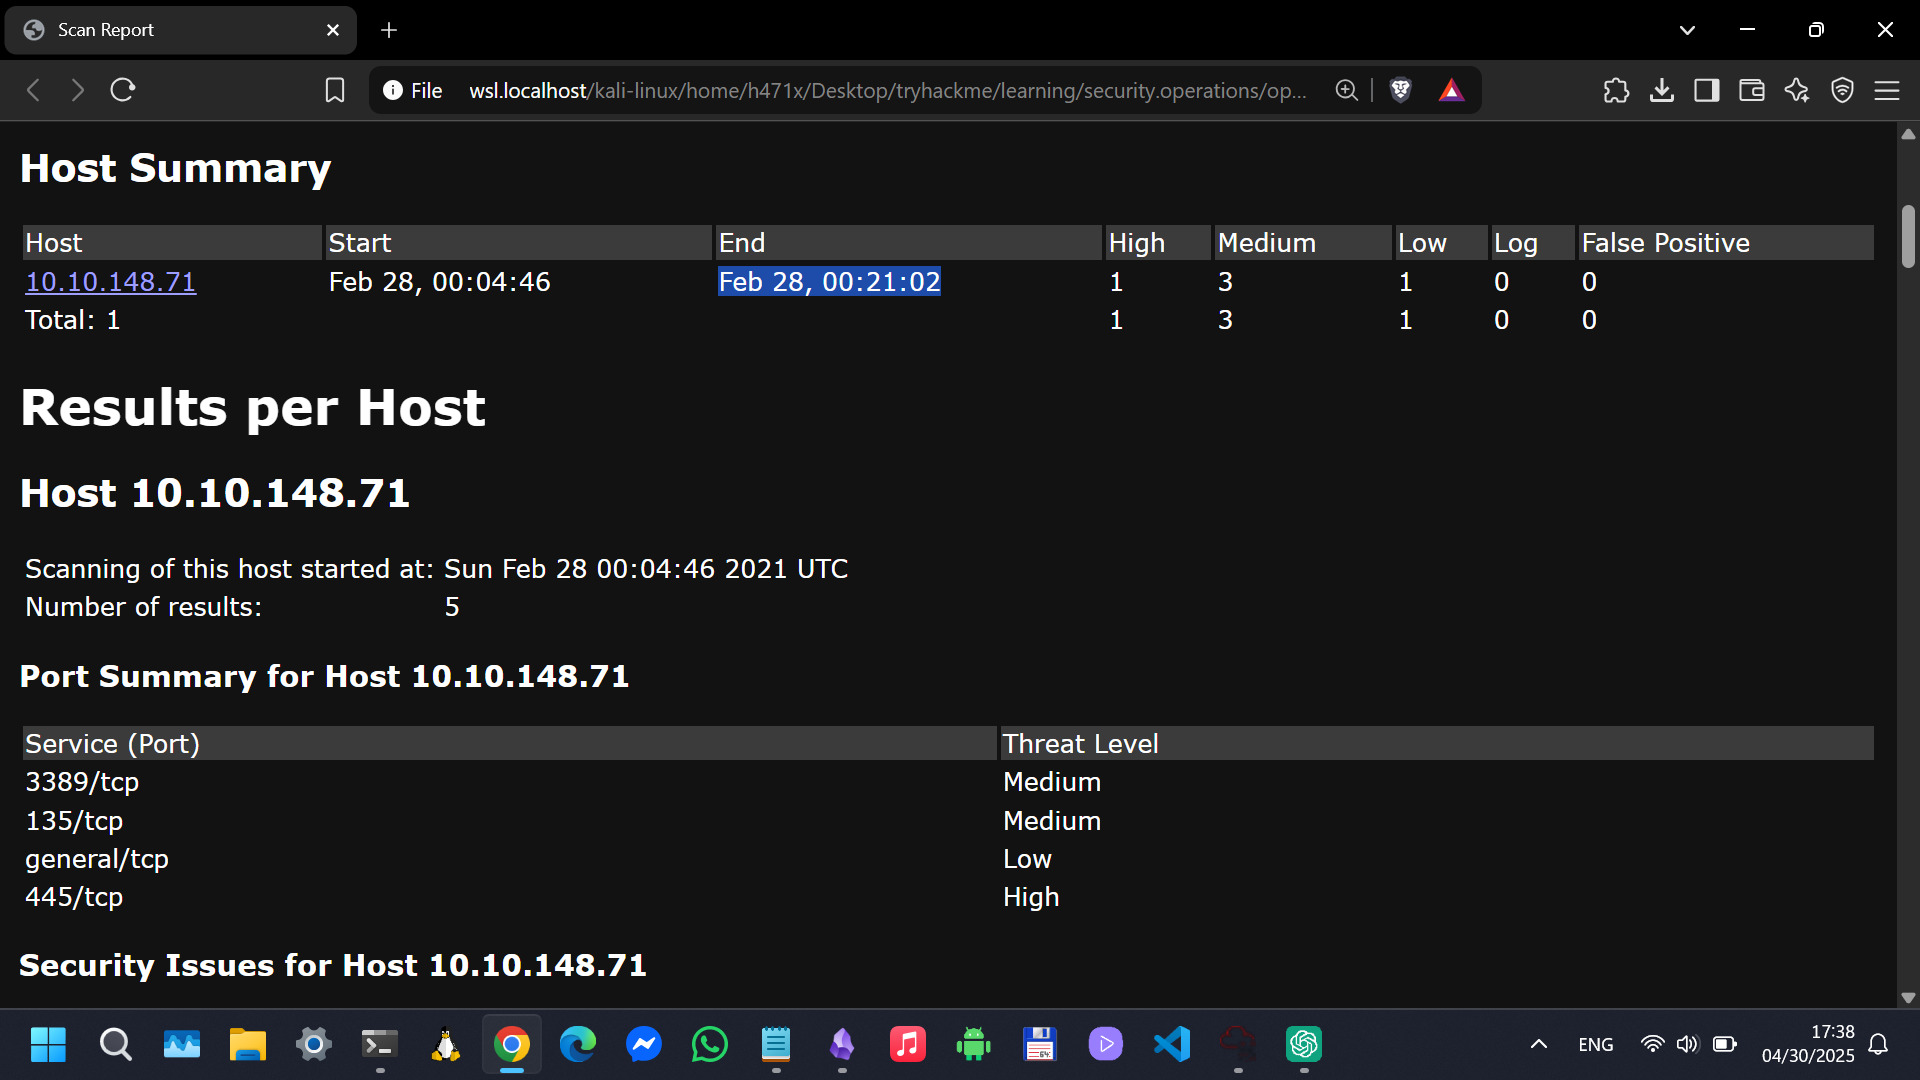 Scan Report
File wsl.localhost/kali-linux/home/h471x/Desktop/tryhackme/learning/security.operations/op...
Host Summary
Host Start End High Medium Low Log False Positive
10.10.148.71 Feb 28, 00:04:46 Feb 28, 00:21:02 1 3 1 0 0
Total: 1 1 3 1 0 0
Results per Host
Host 10.10.148.71
Scanning of this host started at: Sun Feb 28 00:04:46 2021 UTC
Number of results: 5
Port Summary for Host 10.10.148.71
Service (Port) Threat Level
3389/tcp Medium
135/tcp Medium
general/tcp Low
445/tcp High
Security Issues for Host 10.10.148.71
64
ENG
17:38
04/30/2025